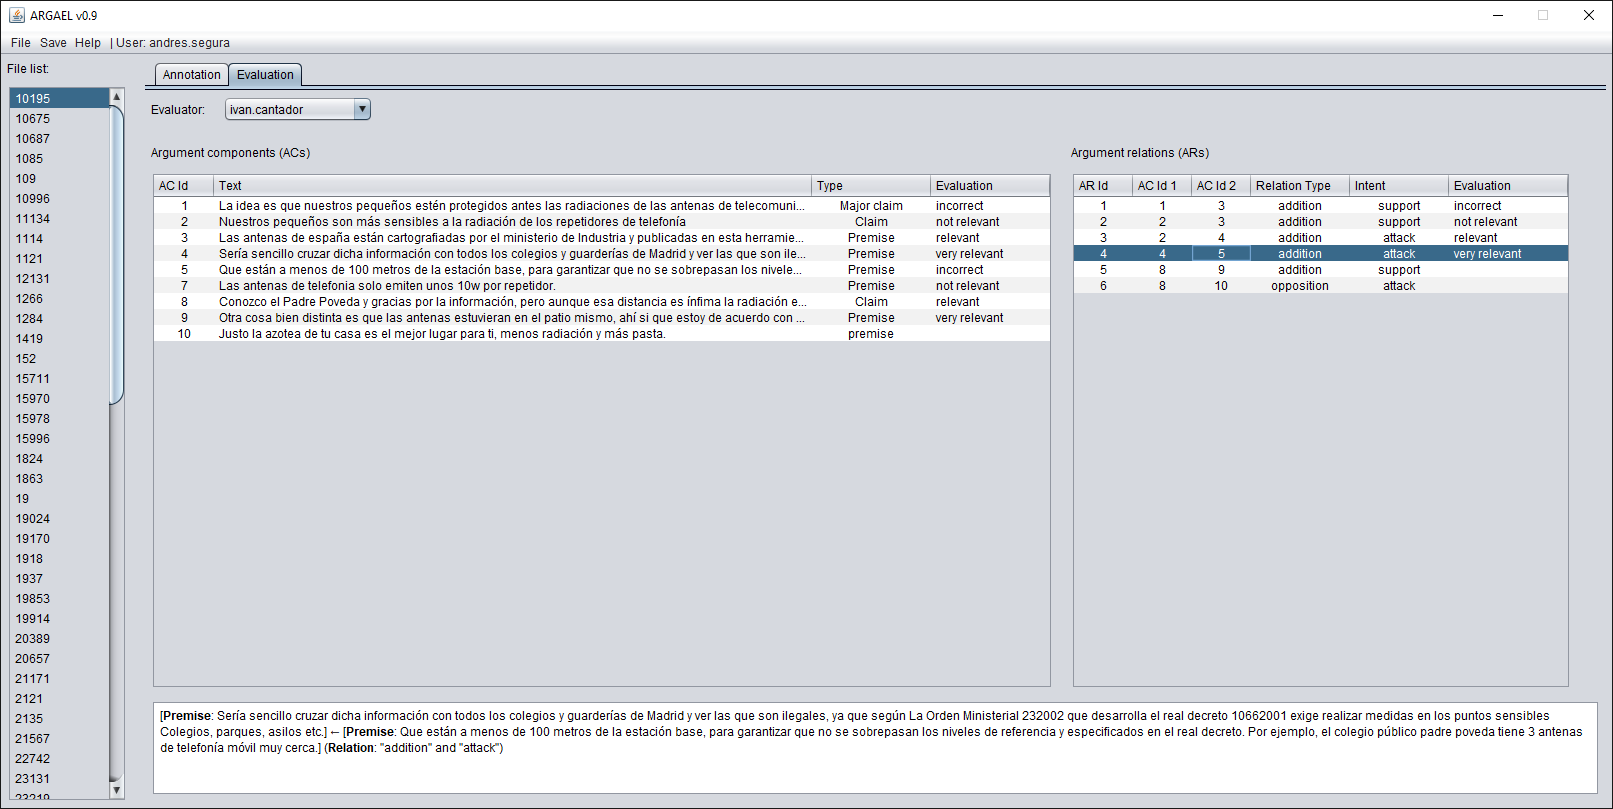 ARGAEL v0.9
File Save Help | User: andres.segura
File list:
Annotation Evaluation
Evaluator: ivan.cantador
10195
10675
10687
1085
109
10996
11134
1114
1121
12131
1266
1284
1419
152
15711
15970
15978
15996
1824
1863
19
19024
19170
1918
1937
19853
19914
20389
20657
21171
2121
2135
21567
22742
23131
23219
Argument components (ACs)
AC Id Text Type Evaluation
1 La idea es que nuestros pequeños estén protegidos antes las radiaciones de las antenas de telecomuni... Major claim incorrect
2 Nuestros pequeños son más sensibles a la radiación de los repetidores de telefonía Claim not relevant
3 Las antenas de españa están cartografiadas por el ministerio de Industria y publicadas en esta herramie... Premise relevant
4 Sería sencillo cruzar dicha información con todos los colegios y guarderías de Madrid y ver las que son ile... Premise very relevant
5 Que están a menos de 100 metros de la estación base, para garantizar que no se sobrepasan los nivele... Premise incorrect
7 Las antenas de telefonia solo emiten unos 10w por repetidor. Premise not relevant
8 Conozco el Padre Poveda y gracias por la información, pero aunque esa distancia es ínfima la radiación e... Claim relevant
9 Otra cosa bien distinta es que las antenas estuvieran en el patio mismo, ahí si que estoy de acuerdo con ... Premise very relevant
10 Justo la azotea de tu casa es el mejor lugar para ti, menos radiación y más pasta. premise
Argument relations (ARs)
AR Id AC Id 1 AC Id 2 Relation Type Intent Evaluation
1 1 3 addition support incorrect
2 2 3 addition support not relevant
3 2 4 addition attack relevant
4 4 5 addition attack very relevant
5 8 9 addition support
6 8 10 opposition attack
[Premise: Sería sencillo cruzar dicha información con todos los colegios y guarderías de Madrid y ver las que son ilegales, ya que según La Orden Ministerial 232002 que desarrolla el real decreto 10662001 exige realizar medidas en los puntos sensibles
Colegios, parques, asilos etc.] ← [Premise: Que están a menos de 100 metros de la estación base, para garantizar que no se sobrepasan los niveles de referencia y especificados en el real decreto. Por ejemplo, el colegio público padre poveda tiene 3 antenas
de telefonía móvil muy cerca.] (Relation: "addition" and "attack")